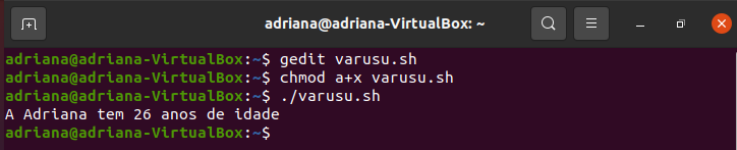 adriana@adriana-VirtualBox: ~
adriana@adriana-VirtualBox:~$ gedit varusu.sh
adriana@adriana-VirtualBox:~$ chmod a+x varusu.sh
adriana@adriana-VirtualBox:~$ ./varusu.sh
A Adriana tem 26 anos de idade
adriana@adriana-VirtualBox:~$